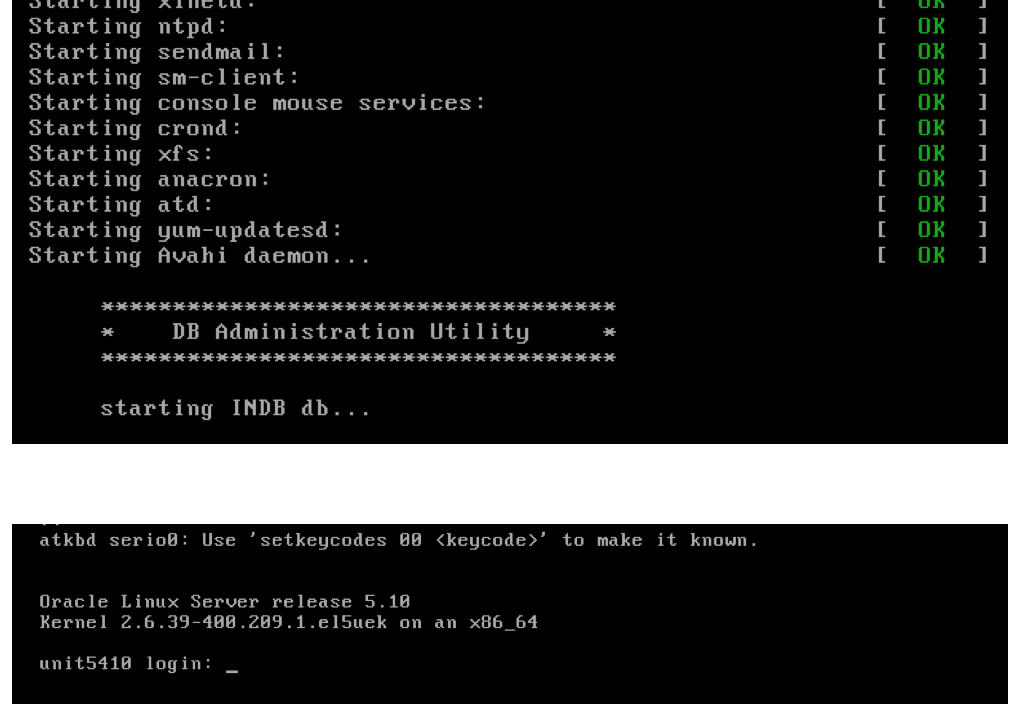 Starting xinetd: [ OK ]
Starting ntpd: [ OK ]
Starting sendmail: [ OK ]
Starting sm-client: [ OK ]
Starting console mouse services: [ OK ]
Starting crond: [ OK ]
Starting xfs: [ OK ]
Starting anacron: [ OK ]
Starting atd: [ OK ]
Starting yum-updatesd: [ OK ]
Starting Avahi daemon... [ OK ]
************************************
* DB Administration Utility *
************************************
starting INDB db...
atkbd serio0: Use 'setkeycodes 00 <keycode>' to make it known.
Oracle Linux Server release 5.10
Kernel 2.6.39-400.209.1.el5uek on an x86_64
unit5410 login: _